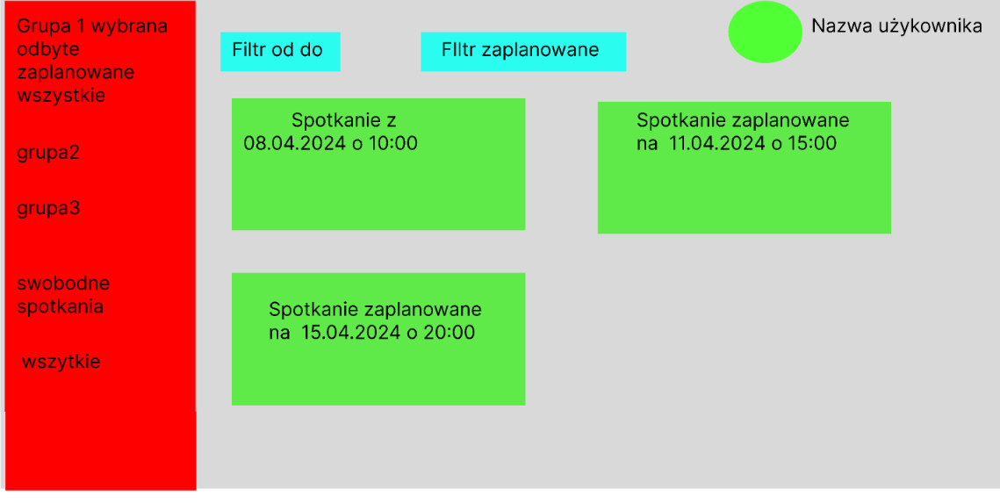 Grupa 1 wybrana
odbyte
zaplanowane
wszystkie
grupa2
grupa3
swobodne
spotkania
wszytkie
Filtr od do
FIltr zaplanowane
Nazwa użykownika
Spotkanie z
08.04.2024 o 10:00
Spotkanie zaplanowane
na  11.04.2024 o 15:00
Spotkanie zaplanowane
na  15.04.2024 o 20:00